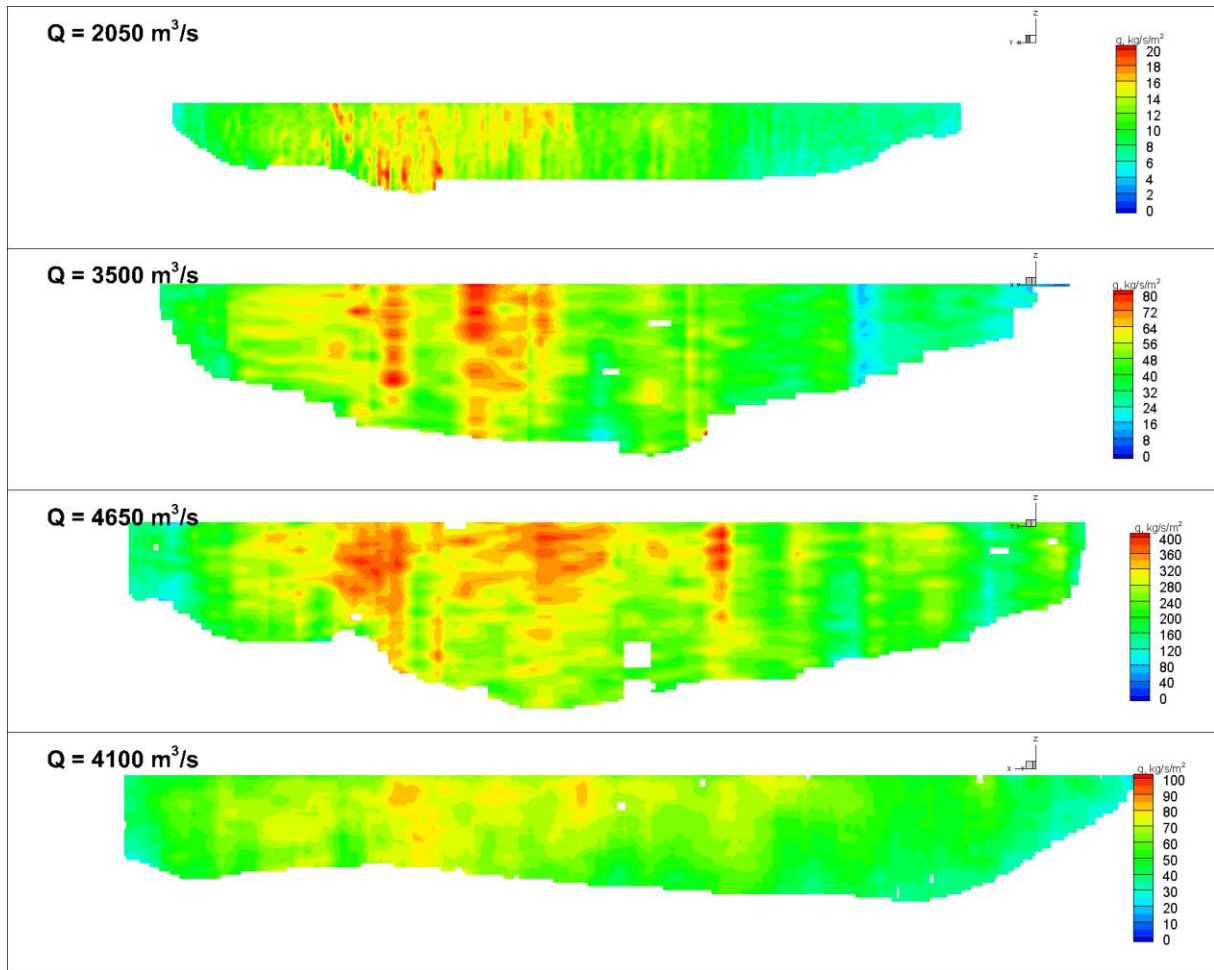 Q = 2050 m³/s
Z
Y X
q, kg/s/m²
20
18
16
14
12
10
8
6
4
2
0
Q = 3500 m³/s
Z
X Y
q, kg/s/m²
80
72
64
56
48
40
32
24
16
8
0
Q = 4650 m³/s
Z
X Y
q, kg/s/m²
400
360
320
280
240
200
160
120
80
40
0
Q = 4100 m³/s
Z
X Y
q, kg/s/m²
100
90
80
70
60
50
40
30
20
10
0